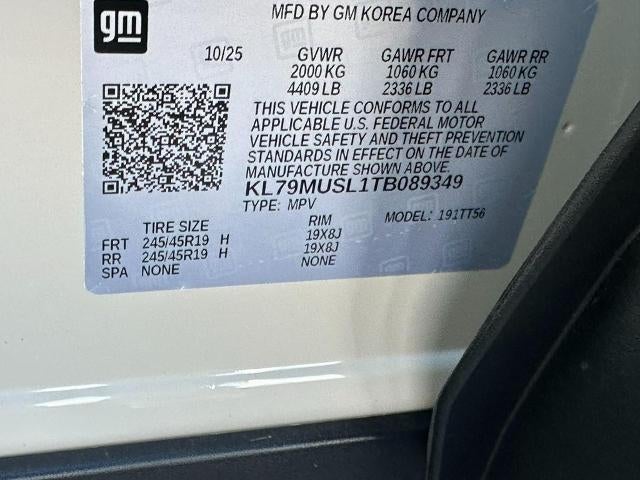 gm
MFD BY GM KOREA COMPANY
10/25 GVWR GAWR FRT GAWR RR
2000 KG 1060 KG 1060 KG
4409 LB 2336 LB 2336 LB
THIS VEHICLE CONFORMS TO ALL
APPLICABLE U.S. FEDERAL MOTOR
VEHICLE SAFETY AND THEFT PREVENTION
STANDARDS IN EFFECT ON THE DATE OF
MANUFACTURE SHOWN ABOVE.
KL79MUSL1TB089349
TYPE: MPV MODEL: 191TT56
TIRE SIZE RIM
FRT 245/45R19 H 19X8J
RR 245/45R19 H 19X8J
SPA NONE NONE